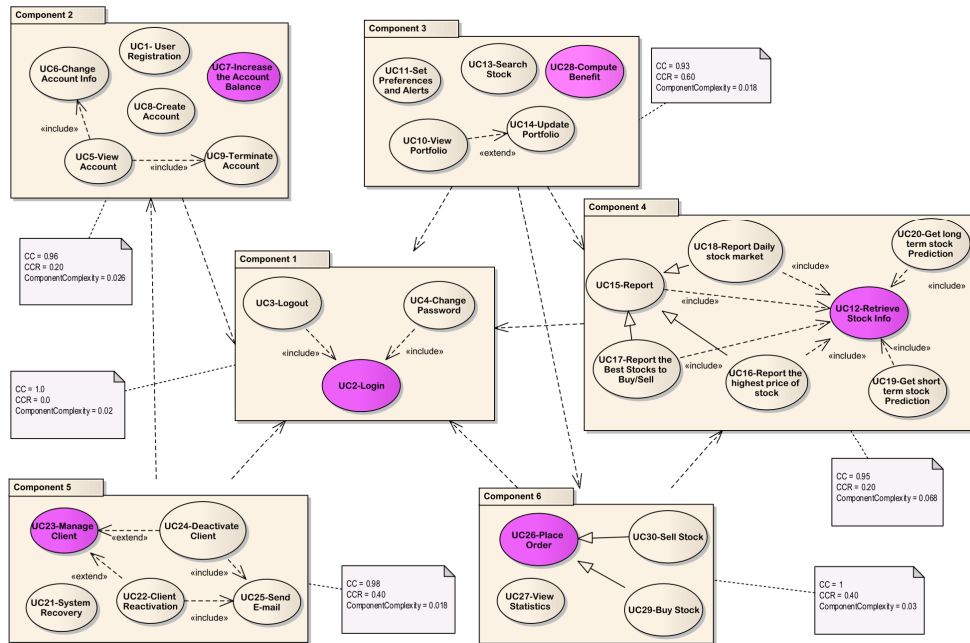 Component 2
UC1- User
Registration
UC6-Change
Account Info
UC7-Increase
the Account
Balance
UC8-Create
Account
«include»
UC5-View
Account
«include»
UC9-Terminate
Account
CC = 0.96
CCR = 0.20
ComponentComplexity = 0.026
Component 3
UC11-Set
Preferences
and Alerts
UC13-Search
Stock
UC28-Compute
Benefit
UC10-View
Portfolio
«extend»
UC14-Update
Portfolio
CC = 0.93
CCR = 0.60
ComponentComplexity = 0.018
Component 1
UC3-Logout
UC4-Change
Password
«include»
«include»
UC2-Login
CC = 1.0
CCR = 0.0
ComponentComplexity = 0.02
Component 4
UC18-Report Daily
stock market
UC20-Get long
term stock
Prediction
«include»
«include»
UC15-Report
«include»
UC12-Retrieve
Stock Info
UC17-Report the
Best Stocks to
Buy/Sell
«include»
«include»
UC16-Report the
highest price of
stock
«include»
UC19-Get short
term stock
Prediction
CC = 0.95
CCR = 0.20
ComponentComplexity = 0.068
Component 5
UC23-Manage
Client
«extend»
UC24-Deactivate
Client
«extend»
«include»
UC21-System
Recovery
UC22-Client
Reactivation
«include»
UC25-Send
E-mail
CC = 0.98
CCR = 0.40
ComponentComplexity = 0.018
Component 6
UC26-Place
Order
UC30-Sell Stock
UC27-View
Statistics
UC29-Buy Stock
CC = 1
CCR = 0.40
ComponentComplexity = 0.03